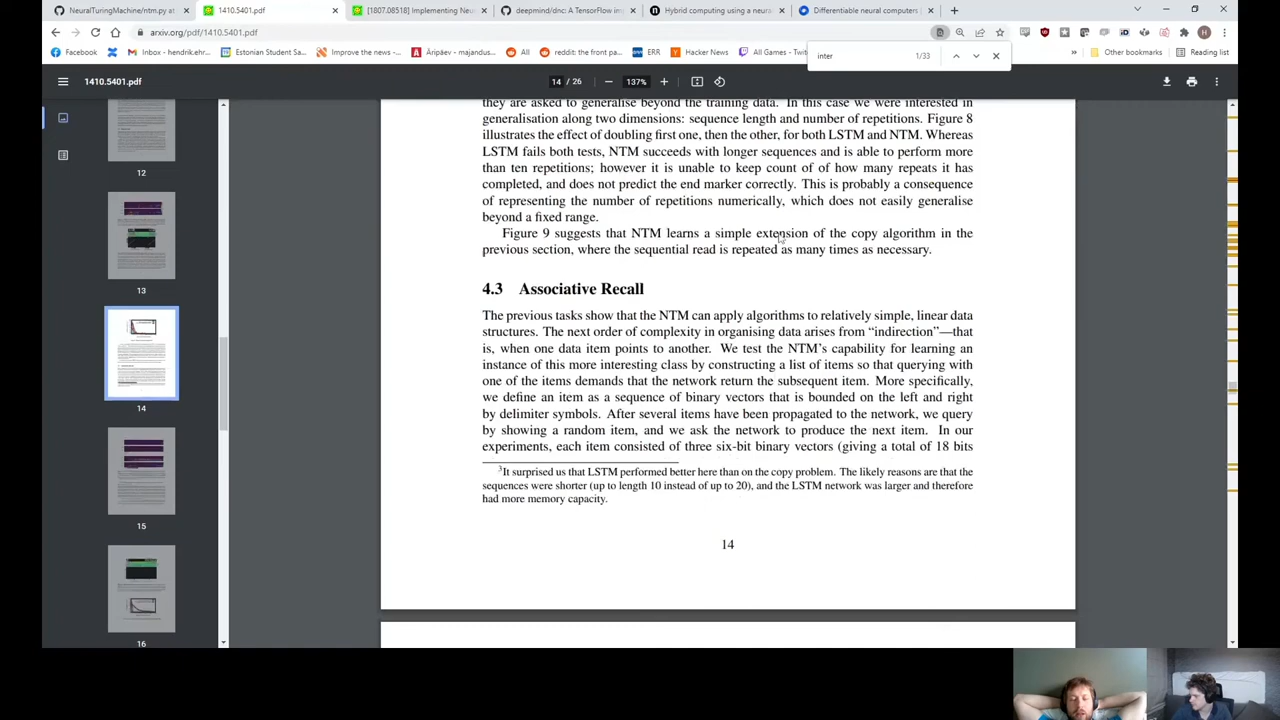 NeuralTuringMachine/ntm.py at
1410.5401.pdf
[1807.08518] Implementing Neu
deepmind/dnc: A TensorFlow im
Hybrid computing using a neura
Differentiable neural computers
arxiv.org/pdf/1410.5401.pdf
Facebook
Inbox - hendrik.ehr...
Estonian Student Sa...
Improve the news -...
Äripäev - majandus...
All
reddit: the front pa...
ERR
Hacker News
All Games - Twit
Other bookmarks
Reading list
inter
1/33
1410.5401.pdf
14 / 26
137%
12
13
14
15
16
they are asked to generalise beyond the training data. In this case we were interested in
generalisation along two dimensions: sequence length and number of repetitions. Figure 8
illustrates the effect of doubling first one, then the other, for both LSTM and NTM. Whereas
LSTM fails both tests, NTM succeeds with longer sequences and is able to perform more
than ten repetitions; however it is unable to keep count of of how many repeats it has
completed, and does not predict the end marker correctly. This is probably a consequence
of representing the number of repetitions numerically, which does not easily generalise
beyond a fixed range.
Figure 9 suggests that NTM learns a simple extension of the copy algorithm in the
previous section, where the sequential read is repeated as many times as necessary.
4.3 Associative Recall
The previous tasks show that the NTM can apply algorithms to relatively simple, linear data
structures. The next order of complexity in organising data arises from “indirection”—that
is, when one data item points to another. We test the NTM’s capability for learning an
instance of this more interesting class by constructing a list of items so that querying with
one of the items demands that the network return the subsequent item. More specifically,
we define an item as a sequence of binary vectors that is bounded on the left and right
by delimiter symbols. After several items have been propagated to the network, we query
by showing a random item, and we ask the network to produce the next item. In our
experiments, each item consisted of three six-bit binary vectors (giving a total of 18 bits
3It surprised us that LSTM performed better here than on the copy problem. The likely reasons are that the
sequences were shorter (up to length 10 instead of up to 20), and the LSTM network was larger and therefore
had more memory capacity.
14